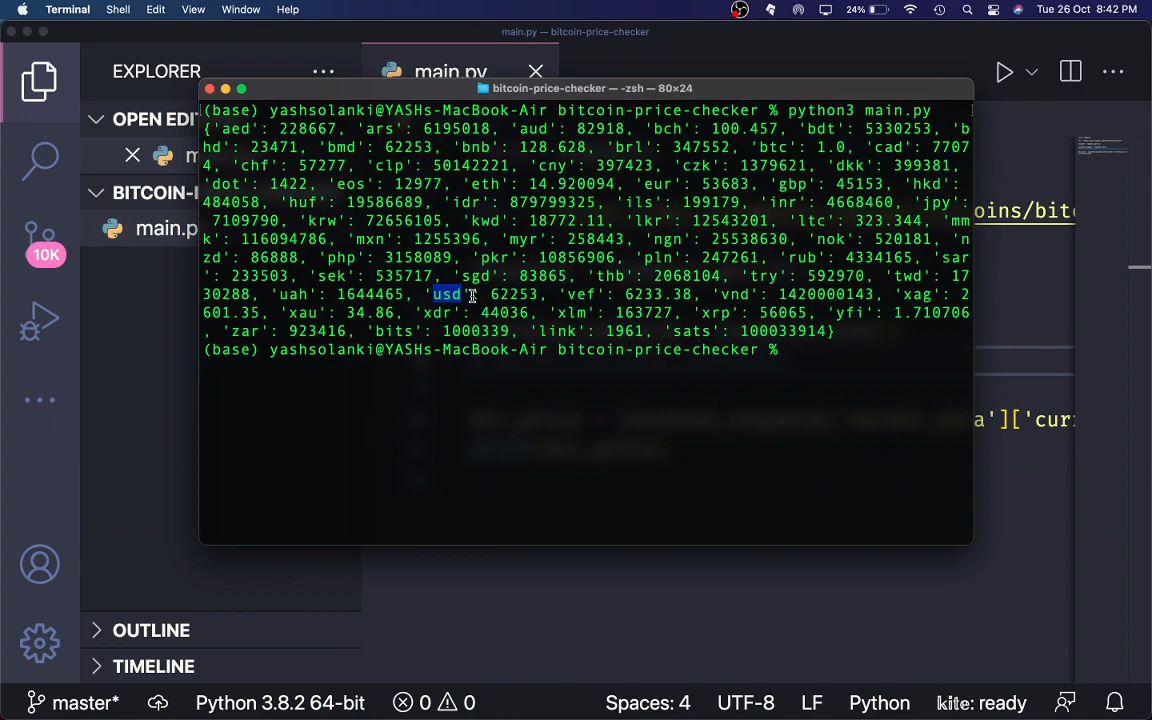 Terminal Shell Edit View Window Help 24% Tue 26 Oct 8:42 PM
main.py — bitcoin-price-checker
EXPLORER
main.py
bitcoin-price-checker — -zsh — 80×24
OPEN EDI
BITCOIN-
main.p
10K
(base) yashsolanki@YASHs-MacBook-Air bitcoin-price-checker % python3 main.py
{'aed': 228667, 'ars': 6195018, 'aud': 82918, 'bch': 100.457, 'bdt': 5330253, 'b
hd': 23471, 'bmd': 62253, 'bnb': 128.628, 'brl': 347552, 'btc': 1.0, 'cad': 7707
4, 'chf': 57277, 'clp': 50142221, 'cny': 397423, 'czk': 1379621, 'dkk': 399381,
'dot': 1422, 'eos': 12977, 'eth': 14.920094, 'eur': 53683, 'gbp': 45153, 'hkd':
484058, 'huf': 19586689, 'idr': 879799325, 'ils': 199179, 'inr': 4668460, 'jpy':
7109790, 'krw': 72656105, 'kwd': 18772.11, 'lkr': 12543201, 'ltc': 323.344, 'mm
k': 116094786, 'mxn': 1255396, 'myr': 258443, 'ngn': 25538630, 'nok': 520181, 'n
zd': 86888, 'php': 3158089, 'pkr': 10856906, 'pln': 247261, 'rub': 4334165, 'sar
': 233503, 'sek': 535717, 'sgd': 83865, 'thb': 2068104, 'try': 592970, 'twd': 17
30288, 'uah': 1644465, 'usd': 62253, 'vef': 6233.38, 'vnd': 1420000143, 'xag': 2
601.35, 'xau': 34.86, 'xdr': 44036, 'xlm': 163727, 'xrp': 56065, 'yfi': 1.710706
, 'zar': 923416, 'bits': 1000339, 'link': 1961, 'sats': 100033914}
(base) yashsolanki@YASHs-MacBook-Air bitcoin-price-checker %
oins/bitc
a']['cur
OUTLINE
TIMELINE
master* Python 3.8.2 64-bit 0 0 Spaces: 4 UTF-8 LF Python kite: ready